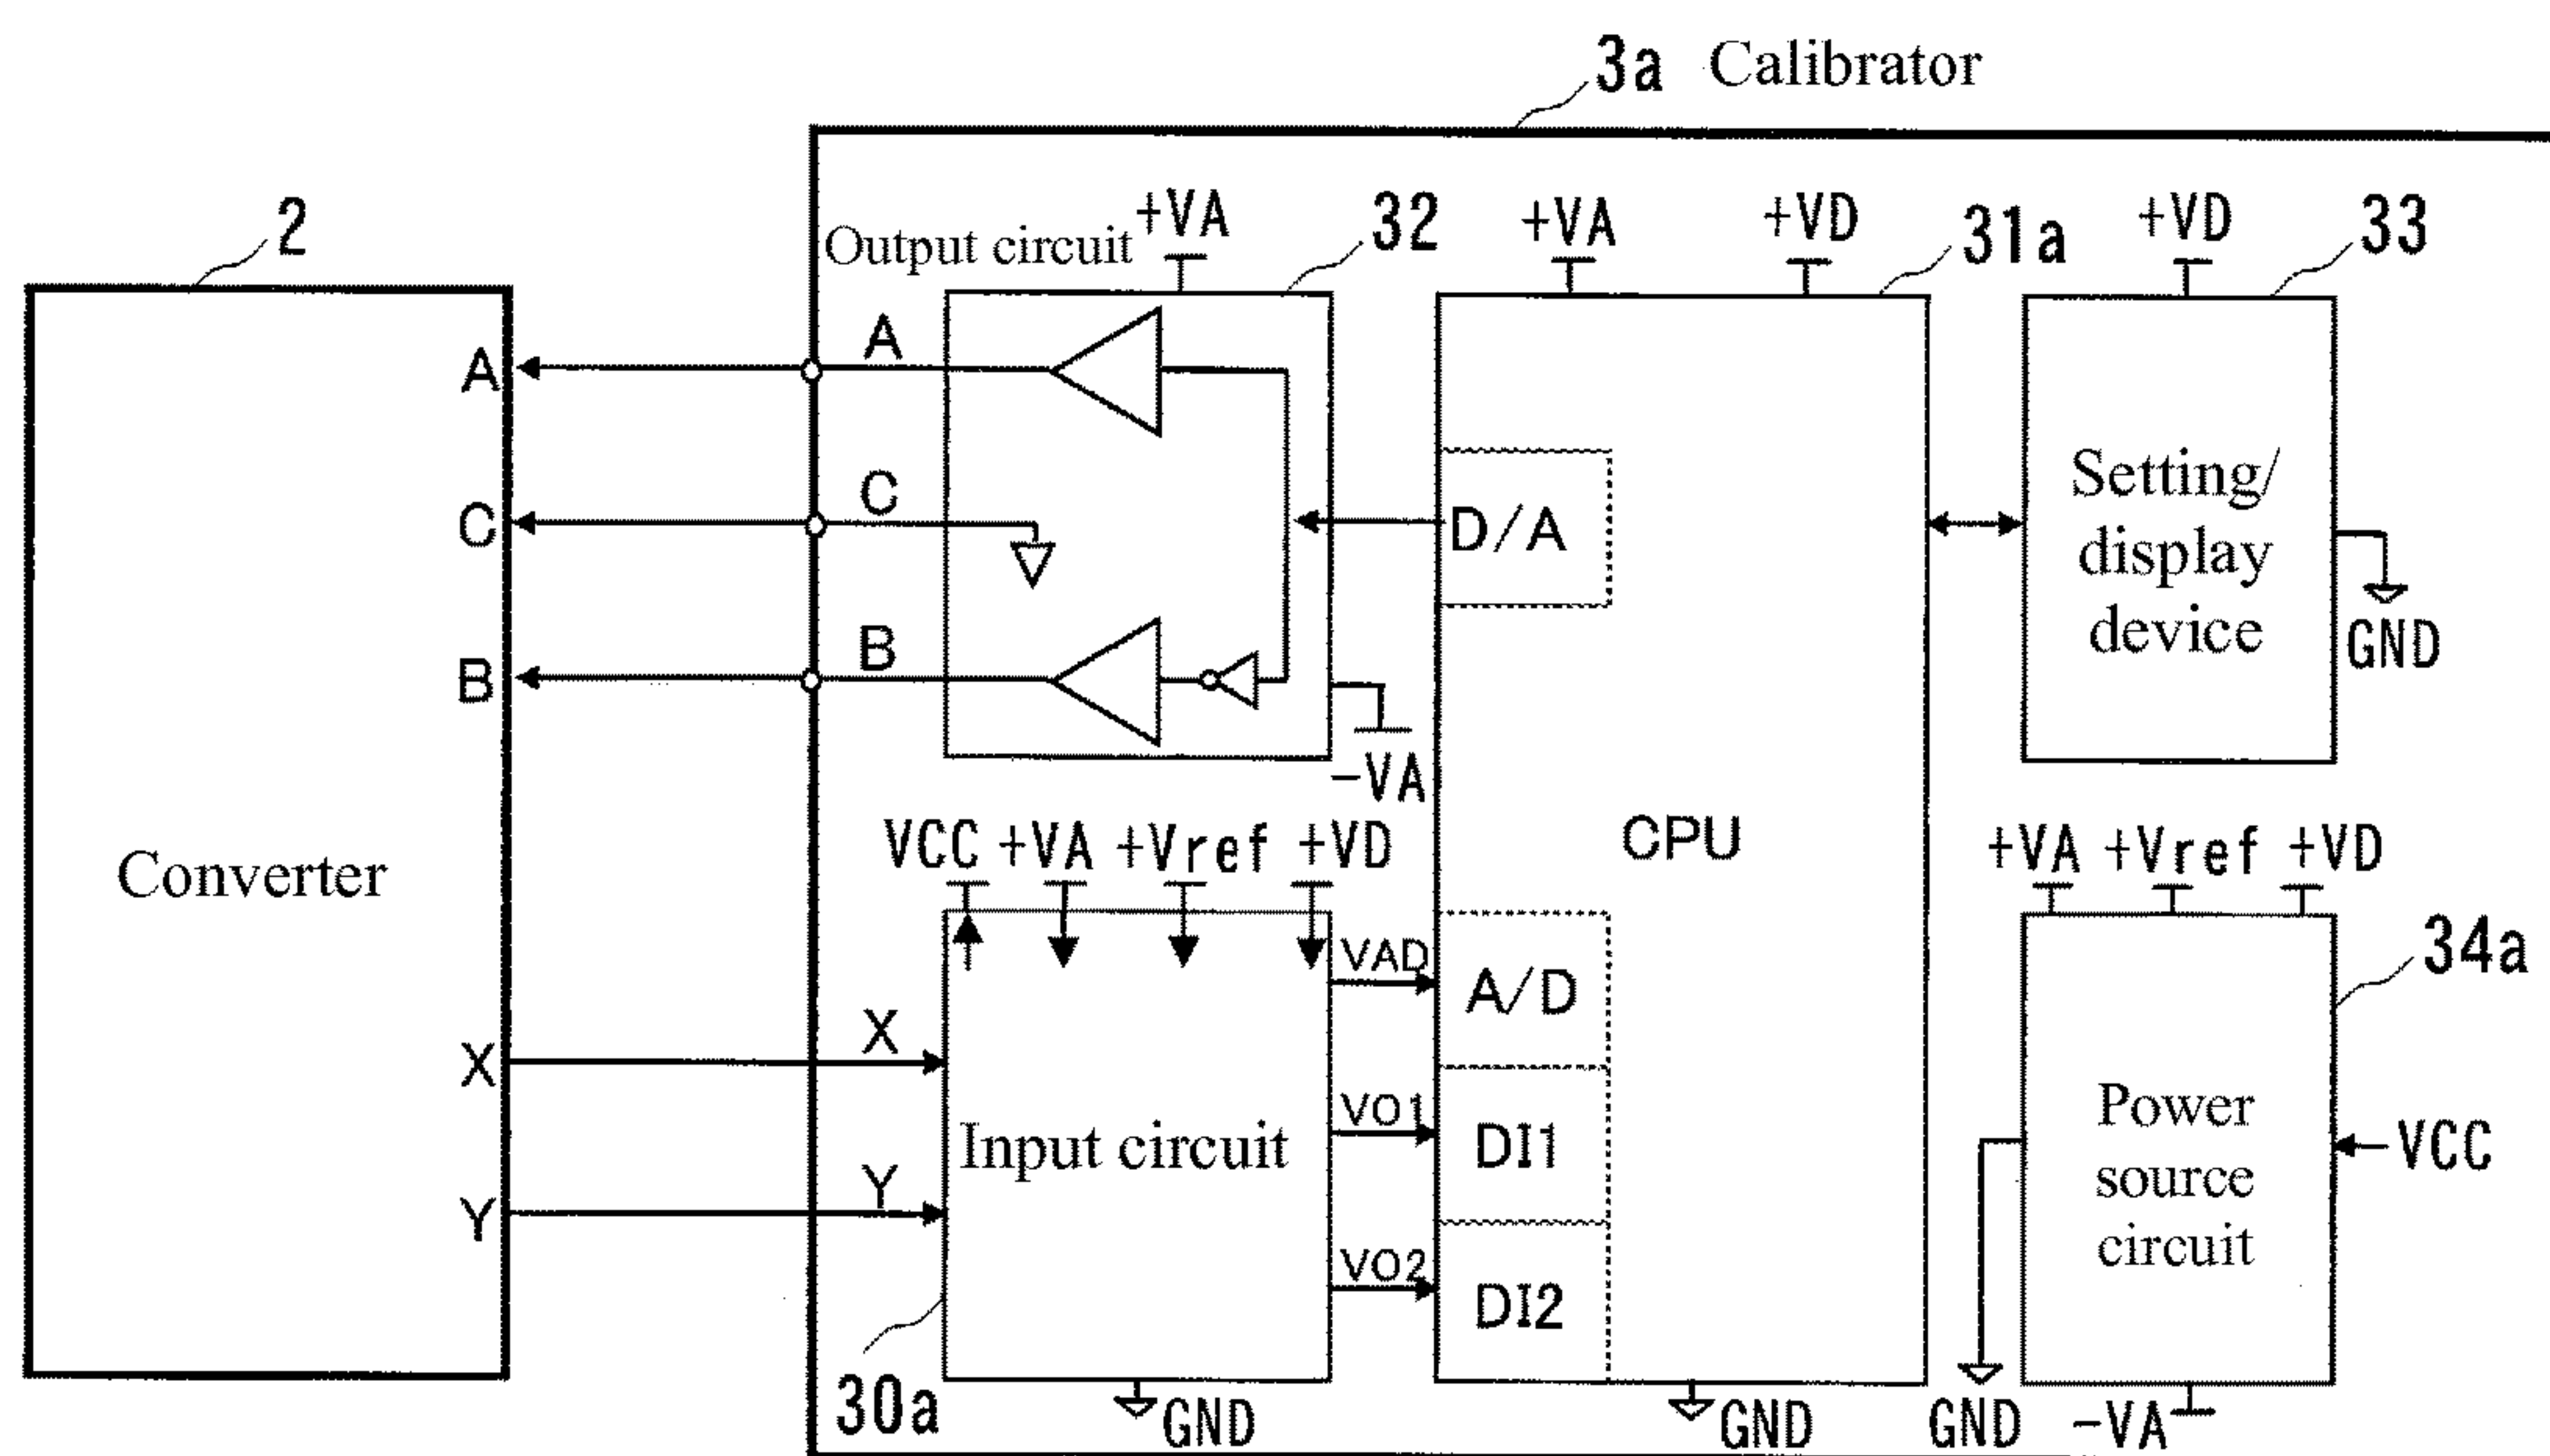 3a Calibrator
2
Output circuit
+VA
32
+VA
+VD
31a
+VD
33
A
A
C
C
B
B
D/A
Setting/
display
device
GND
-VA
Converter
VCC
+VA
+Vref
+VD
CPU
+VA
+Vref
+VD
34a
VAD
A/D
X
X
Input circuit
VO1
DI1
Power
source
circuit
VCC
Y
Y
VO2
DI2
30a
GND
GND
GND
-VA